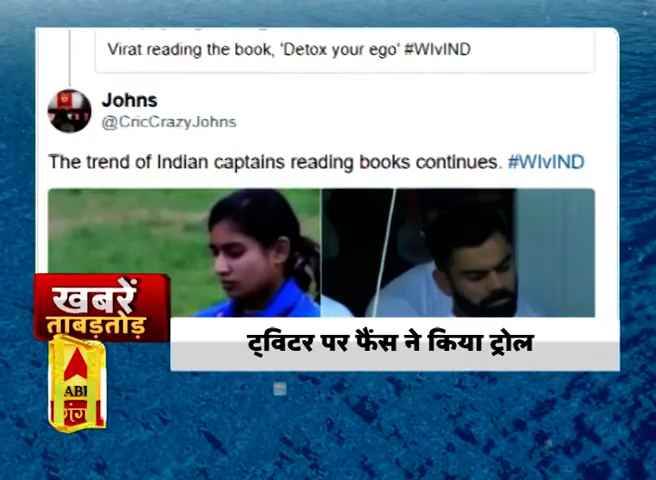 Virat reading the book, 'Detox your ego' #WIvIND
Johns
@CricCrazyJohns
The trend of Indian captains reading books continues. #WIvIND
खबरें
ताबड़तोड़
ट्विटर पर फैंस ने किया ट्रोल
ABP
गंगा